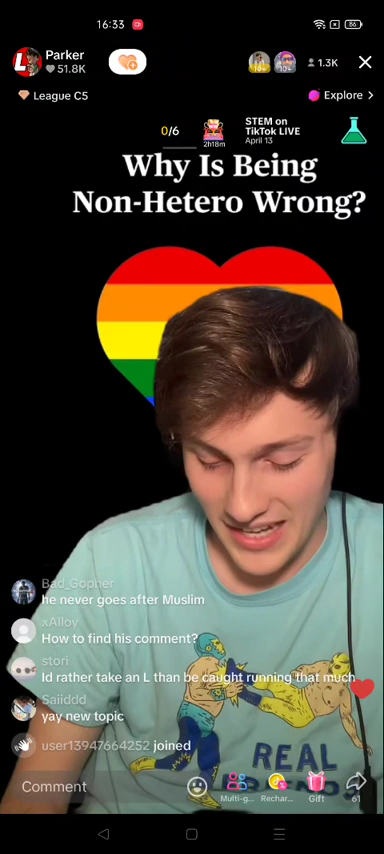 16:33
86
Parker
51.8K
10+
10+
1.3K
League C5
Explore >
0/6
2h18m
STEM on
TikTok LIVE
April 13
Why Is Being
Non-Hetero Wrong?
Bad_Gopher
he never goes after Muslim
xAlloy
How to find his comment?
stori
Id rather take an L than be caught running that much
Saiiddd
yay new topic
user13947664252 joined
REAL
Comment
Multi-g...
Rechar...
Gift
61